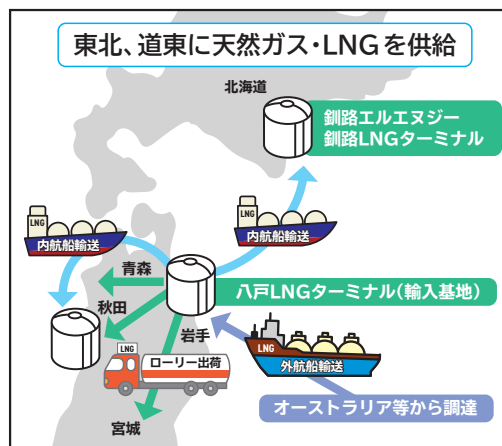 東北、道東に天然ガス・LNGを供給
北海道
釧路エルエヌジー
釧路LNGターミナル
LNG
内航船輸送
LNG
内航船輸送
青森
八戸LNGターミナル（輸入基地）
秋田
岩手
LNG
ローリー出荷
LNG
外航船輸送
オーストラリア等から調達
宮城